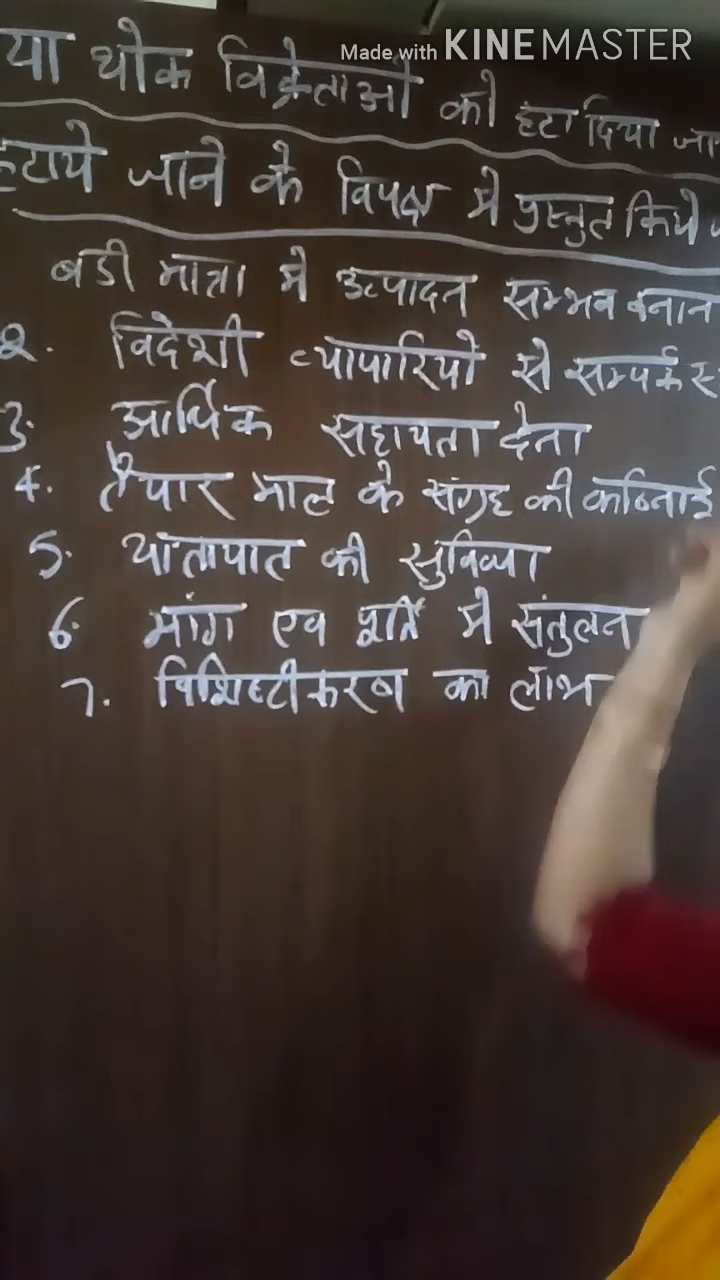 Made with KINEMASTER
या थोक विक्रेताओ को हटा दिया जा
हटाये जाने के विपक्ष मे प्रस्तुत किये
बडी मात्रा मे उत्पादन सम्भव बनान
2. विदेशी व्यापारियो से सम्पर्क स
3. आर्थिक सहायता देना
4. तैयार माल के संग्रह की कठिनाई
5. यातायात की सुविधा
6. मांग एव पूर्ति मे संतुलन
7. विशिष्टीकरण का लाभ